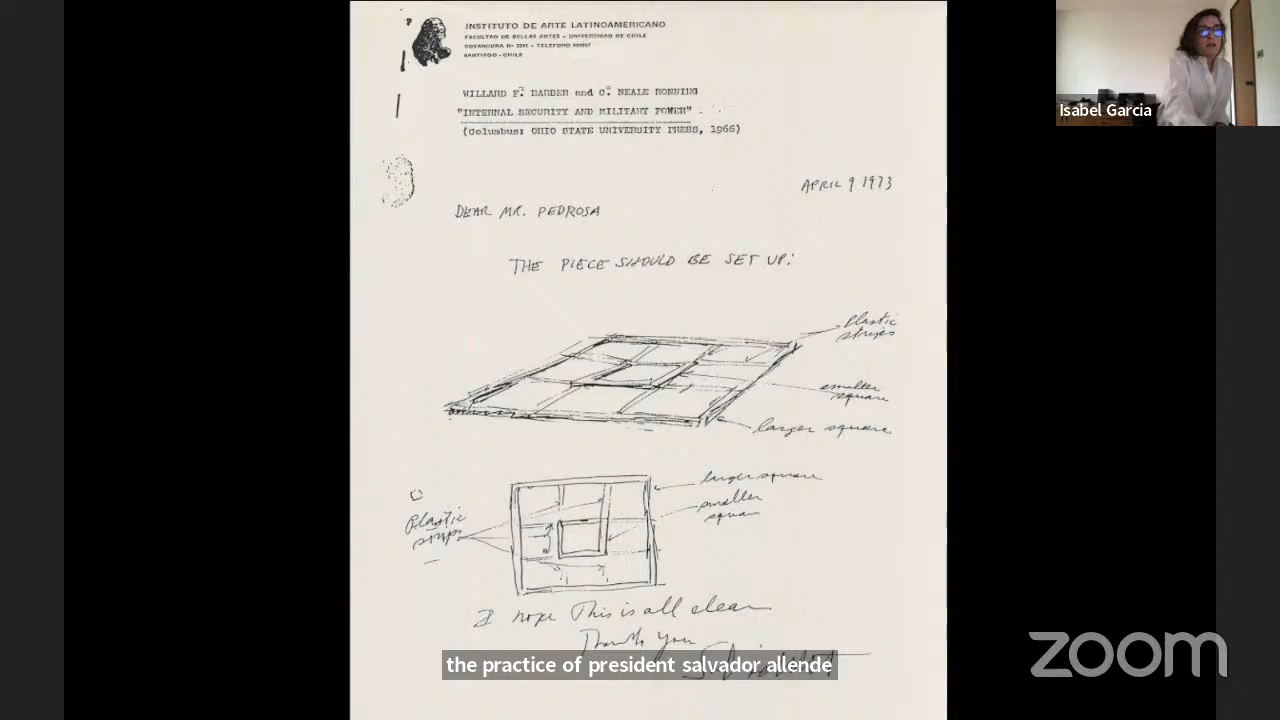 INSTITUTO DE ARTE LATINOAMERICANO
FACULTAD DE BELLAS ARTES - UNIVERSIDAD DE CHILE
SANTIAGO - CHILE
WILLARD F. BARBER and C. NEALE RONNING
"INTERNAL SECURITY AND MILITARY POWER"
(Columbus: OHIO STATE UNIVERSITY PRESS, 1966)
APRIL 9 1973
DEAR MR. PEDROSA
THE PIECE SHOULD BE SET UP:
Plastic
strips
smaller
square
larger square
larger square
smaller
square
Plastic
strips
I hope This is all clear
Thank you
the practice of president salvador allende
Isabel Garcia
zoom